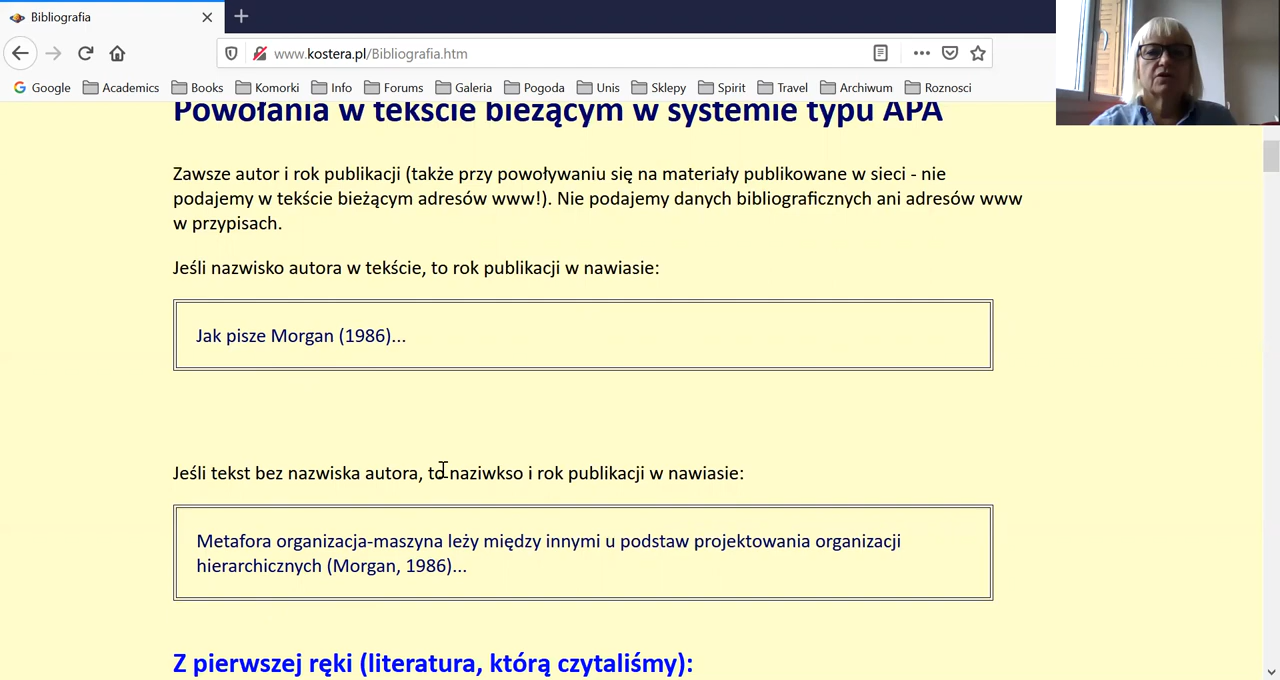 Bibliografia
www.kostera.pl/Bibliografia.htm
Google Academics Books Komorki Info Forums Galeria Pogoda Unis Sklepy Spirit Travel Archiwum Roznosci
Powołania w tekście bieżącym w systemie typu APA
Zawsze autor i rok publikacji (także przy powoływaniu się na materiały publikowane w sieci - nie
podajemy w tekście bieżącym adresów www!). Nie podajemy danych bibliograficznych ani adresów www
w przypisach.
Jeśli nazwisko autora w tekście, to rok publikacji w nawiasie:
Jak pisze Morgan (1986)...
Jeśli tekst bez nazwiska autora, to naziwkso i rok publikacji w nawiasie:
Metafora organizacja-maszyna leży między innymi u podstaw projektowania organizacji
hierarchicznych (Morgan, 1986)...
Z pierwszej ręki (literatura, którą czytaliśmy):